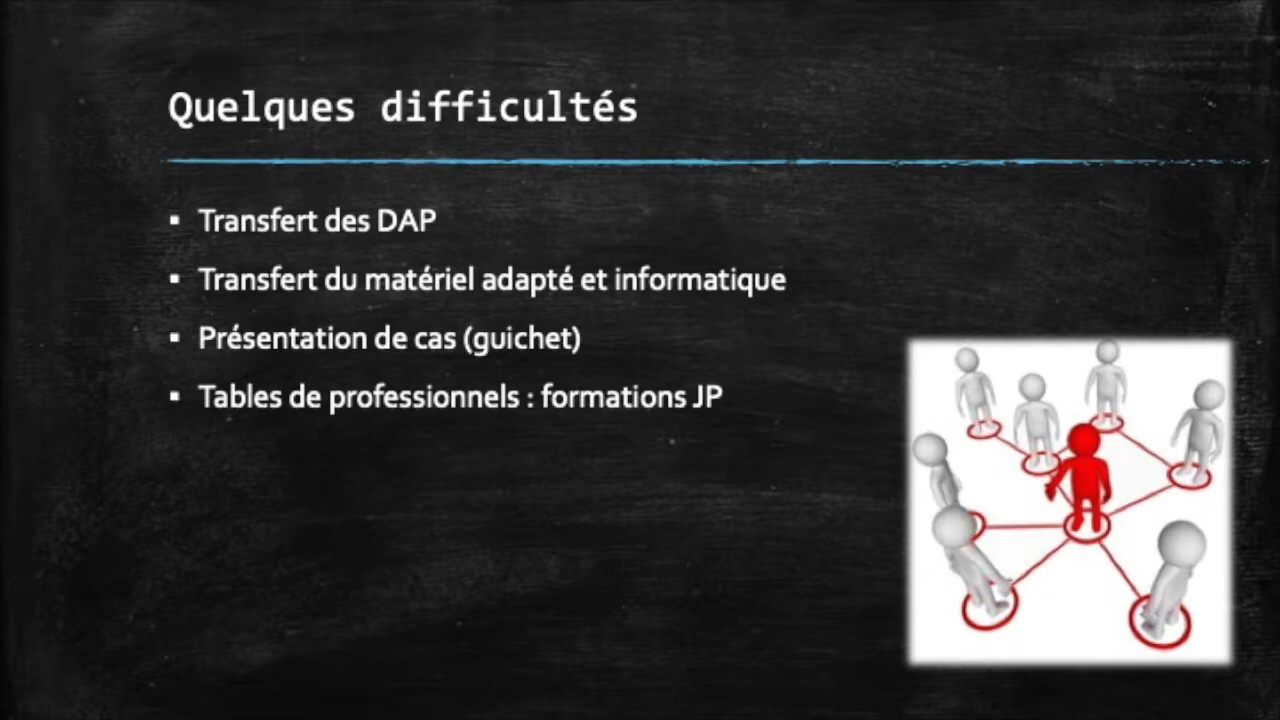 Quelques difficultés
▪ Transfert des DAP
▪ Transfert du matériel adapté et informatique
▪ Présentation de cas (guichet)
▪ Tables de professionnels : formations JP